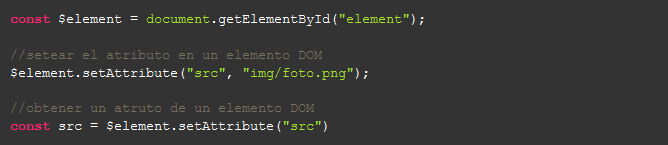 const $element = document.getElementById("element");
//setear el atributo en un elemento DOM
$element.setAttribute("src", "img/foto.png");
//obtener un atruto de un elemento DOM
const src = $element.setAttribute("src")